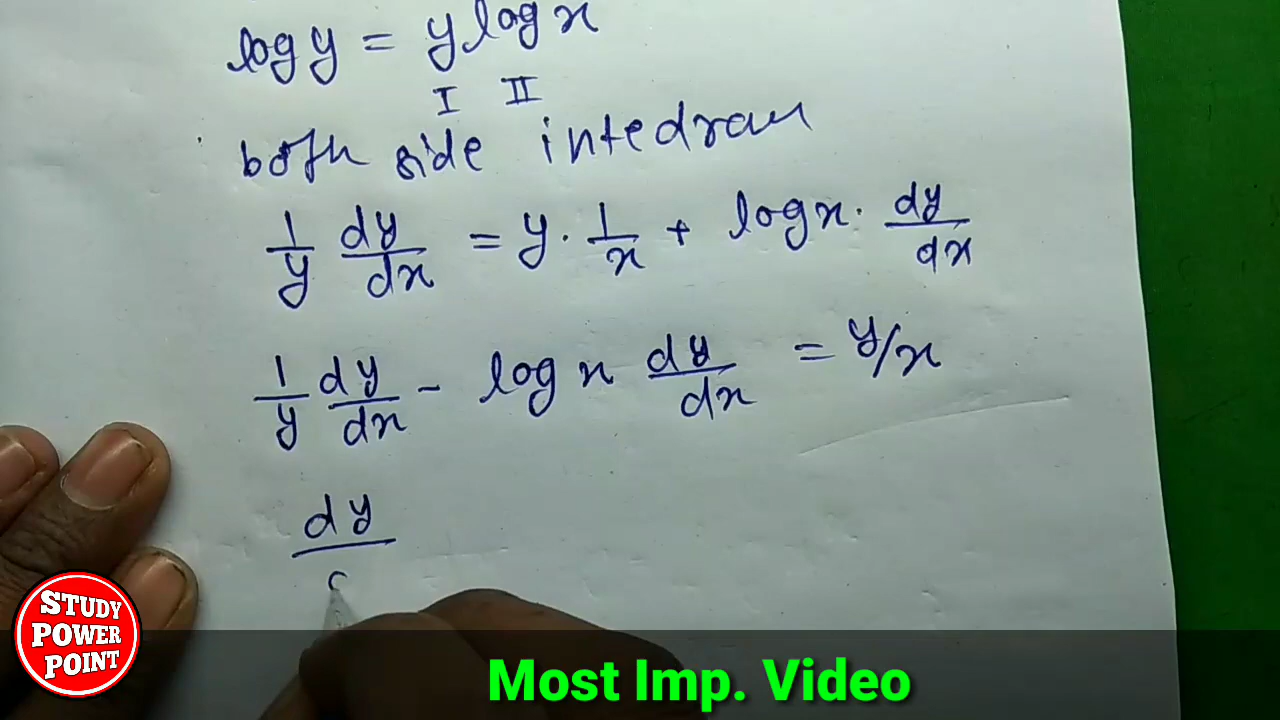 log y = y log x
I II
both side intedran
1/y dy/dx = y · 1/x + log x · dy/dx
1/y dy/dx - log x dy/dx = y/x
dy
STUDY
POWER
POINT
Most Imp. Video